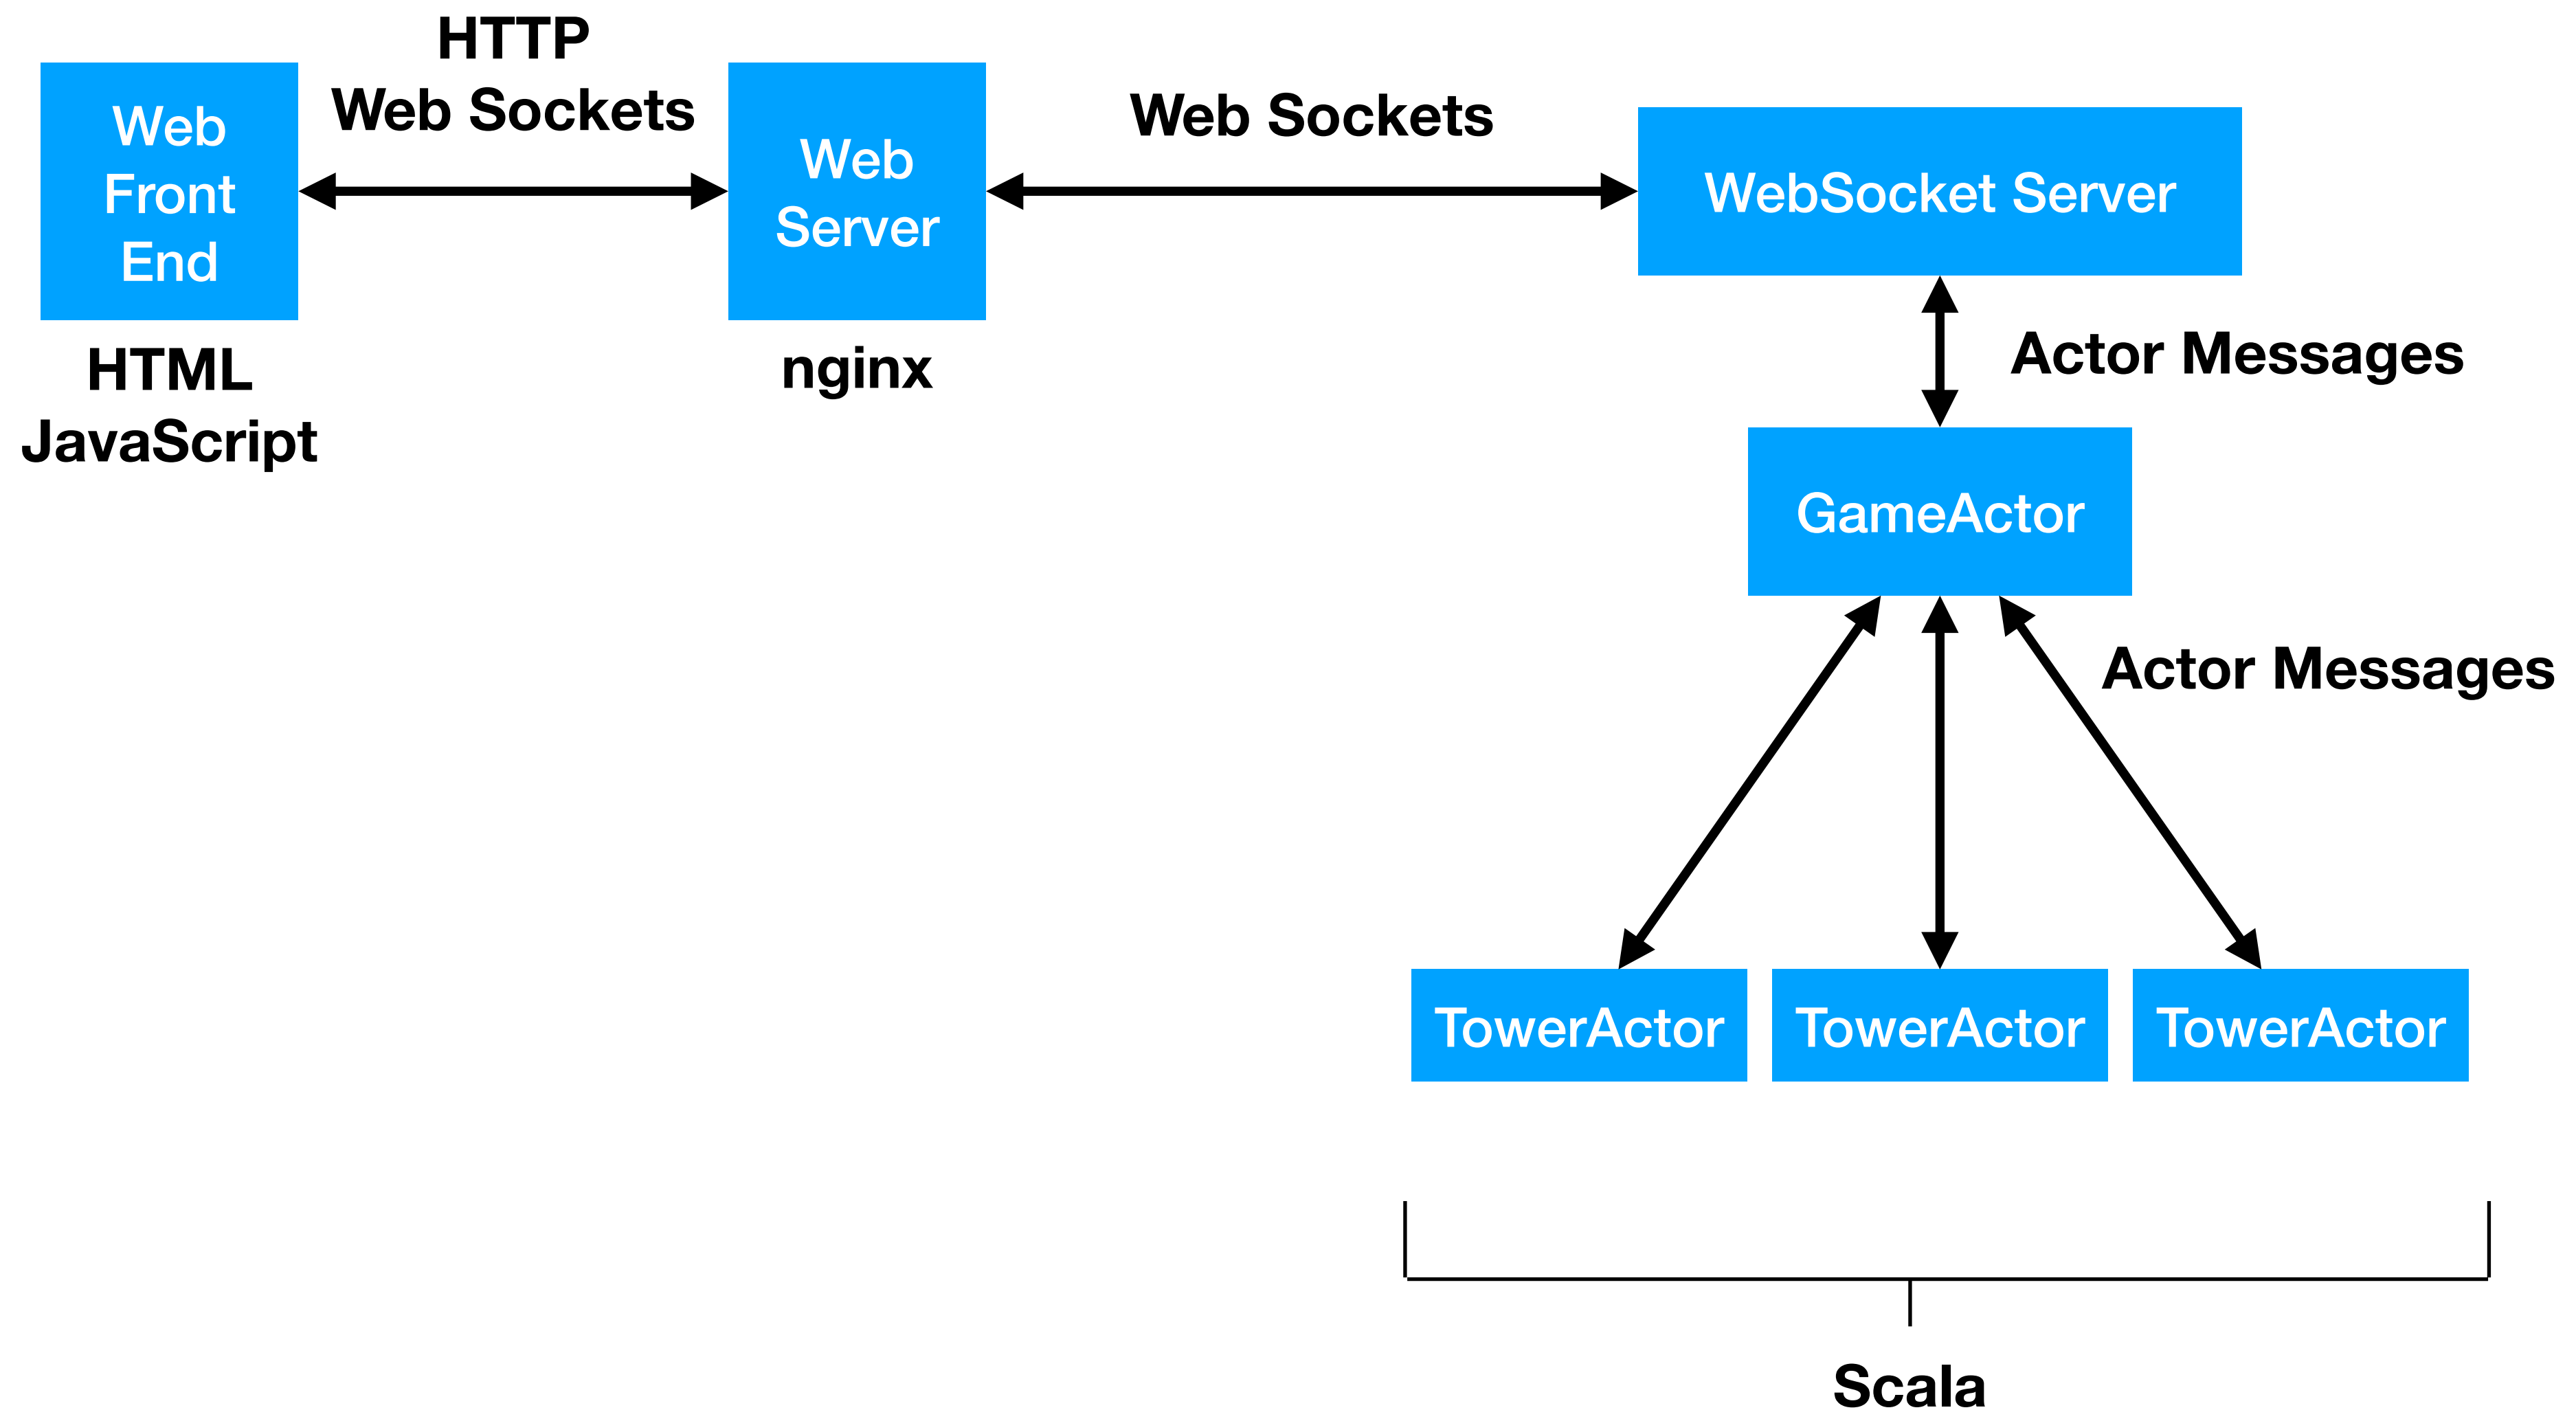 HTTP
Web Sockets
Web
Front
End
HTML
JavaScript
Web
Server
nginx
Web Sockets
WebSocket Server
Actor Messages
GameActor
Actor Messages
TowerActor
TowerActor
TowerActor
Scala